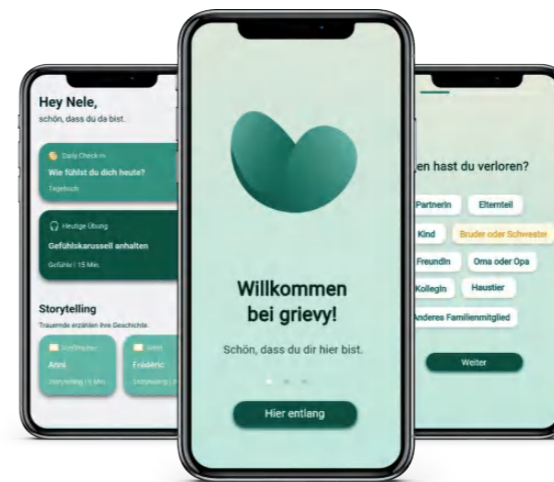 Hey Nele,
schön, dass du da bist.
Daily Check in
Wie fühlst du dich heute?
Tagebuch
Heutige Übung
Gefühlskarussell anhalten
Gefühle | 15 Min.
Storytelling
Trauernde erzählen ihre Geschichte.
Anni
Frédéric
Storytelling |
Storytelling |
Willkommen
bei grievy!
Schön, dass du dir hier bist.
Hier entlang
en hast du verloren?
PartnerIn
Elternteil
Kind
Bruder oder Schwester
FreundIn
Oma oder Opa
KollegIn
Haustier
Anderes Familienmitglied
Weiter